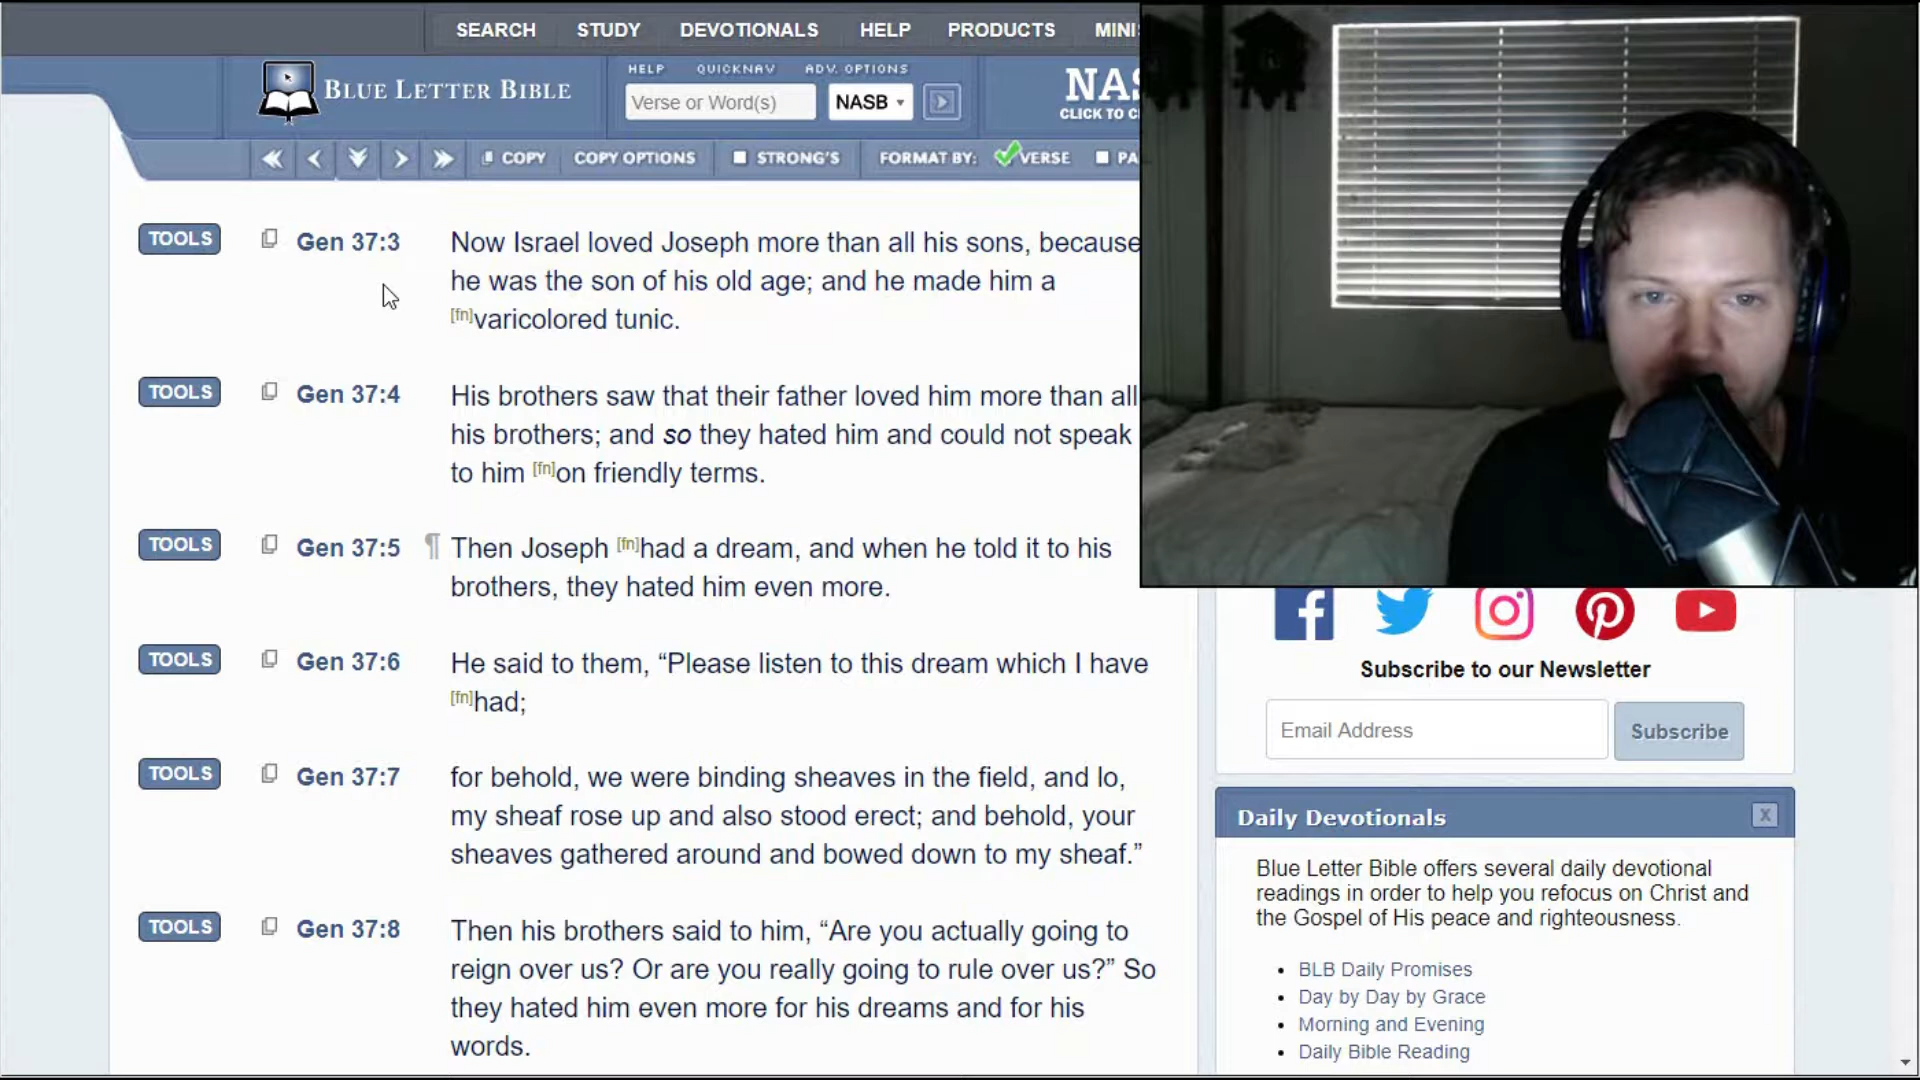 SEARCH STUDY DEVOTIONALS HELP PRODUCTS
BLUE LETTER BIBLE
HELP QUICKNAV ADV. OPTIONS
Verse or Word(s) NASB
CLICK TO
COPY COPY OPTIONS STRONG'S FORMAT BY: VERSE
TOOLS Gen 37:3 Now Israel loved Joseph more than all his sons, because
he was the son of his old age; and he made him a
[fn]varicolored tunic.
TOOLS Gen 37:4 His brothers saw that their father loved him more than all
his brothers; and so they hated him and could not speak
to him [fn]on friendly terms.
TOOLS Gen 37:5 ¶ Then Joseph [fn]had a dream, and when he told it to his
brothers, they hated him even more.
TOOLS Gen 37:6 He said to them, “Please listen to this dream which I have
[fn]had;
TOOLS Gen 37:7 for behold, we were binding sheaves in the field, and lo,
my sheaf rose up and also stood erect; and behold, your
sheaves gathered around and bowed down to my sheaf.”
TOOLS Gen 37:8 Then his brothers said to him, “Are you actually going to
reign over us? Or are you really going to rule over us?” So
they hated him even more for his dreams and for his
words.
Subscribe to our Newsletter
Email Address Subscribe
Daily Devotionals X
Blue Letter Bible offers several daily devotional
readings in order to help you refocus on Christ and
the Gospel of His peace and righteousness.
• BLB Daily Promises
• Day by Day by Grace
• Morning and Evening
• Daily Bible Reading